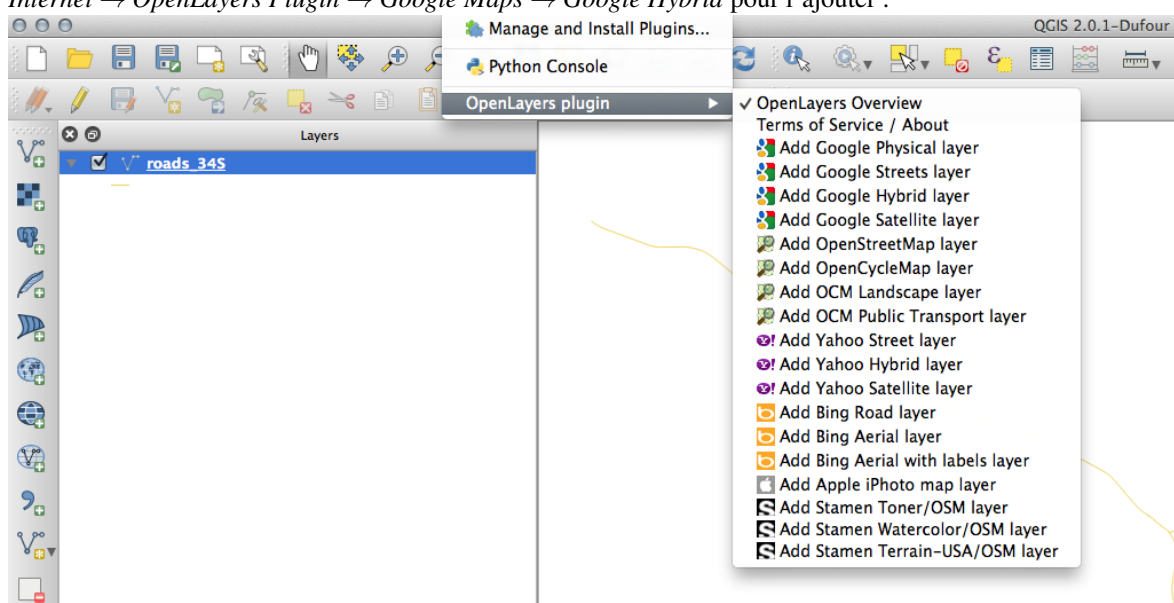 Internet → OpenLayers Plugin → Google Maps → Google Hybrid pour l'ajouter :
QGIS 2.0.1-Dufour
Manage and Install Plugins...
Python Console
OpenLayers plugin
Layers
roads_34S
✓ OpenLayers Overview
Terms of Service / About
Add Google Physical layer
Add Google Streets layer
Add Google Hybrid layer
Add Google Satellite layer
Add OpenStreetMap layer
Add OpenCycleMap layer
Add OCM Landscape layer
Add OCM Public Transport layer
Add Yahoo Street layer
Add Yahoo Hybrid layer
Add Yahoo Satellite layer
Add Bing Road layer
Add Bing Aerial layer
Add Bing Aerial with labels layer
Add Apple iPhoto map layer
Add Stamen Toner/OSM layer
Add Stamen Watercolor/OSM layer
Add Stamen Terrain-USA/OSM layer